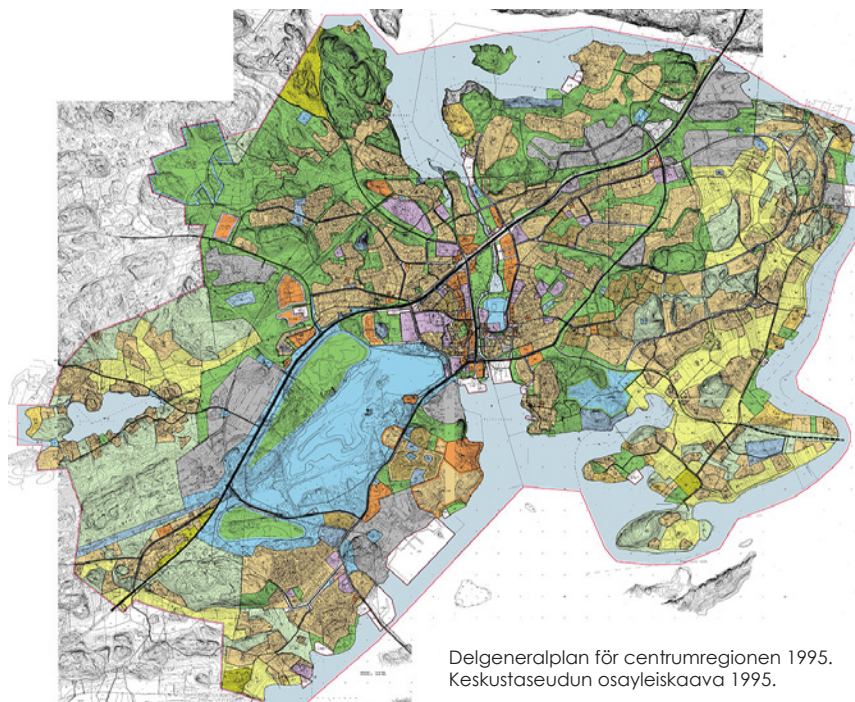 Delgeneralplan för centrumregionen 1995.
Keskustaseudun osayleiskaava 1995.